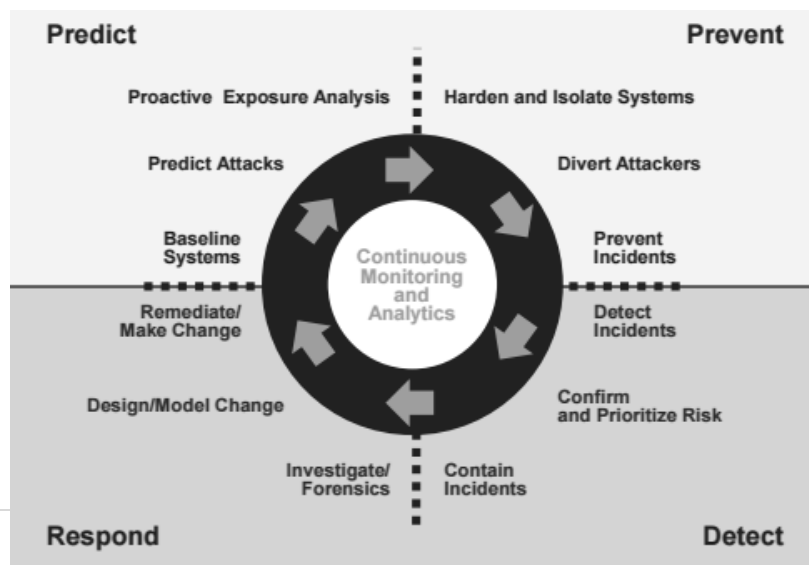 Predict
Prevent
Proactive Exposure Analysis
Harden and Isolate Systems
Predict Attacks
Divert Attackers
Baseline
Systems
Prevent
Incidents
Continuous
Monitoring
and
Analytics
Remediate/
Make Change
Detect
Incidents
Design/Model Change
Confirm
and Prioritize Risk
Investigate/
Forensics
Contain
Incidents
Respond
Detect